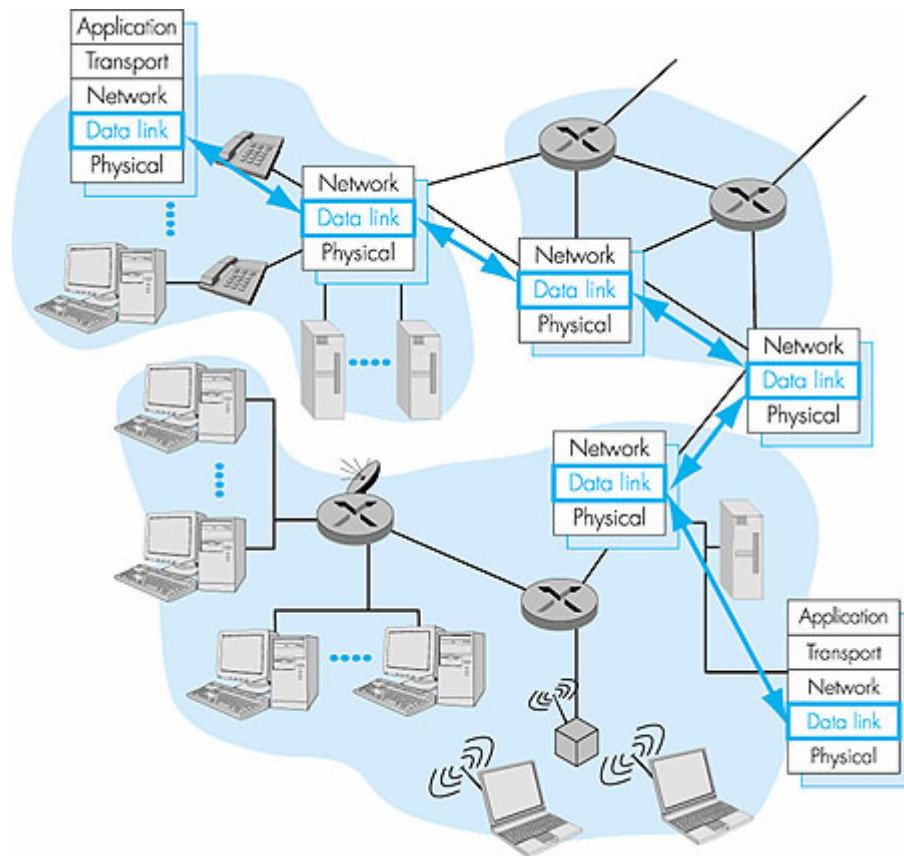 Application
Transport
Network
Data link
Physical
Network
Data link
Physical
Network
Data link
Physical
Network
Data link
Physical
Network
Data link
Physical
Application
Transport
Network
Data link
Physical